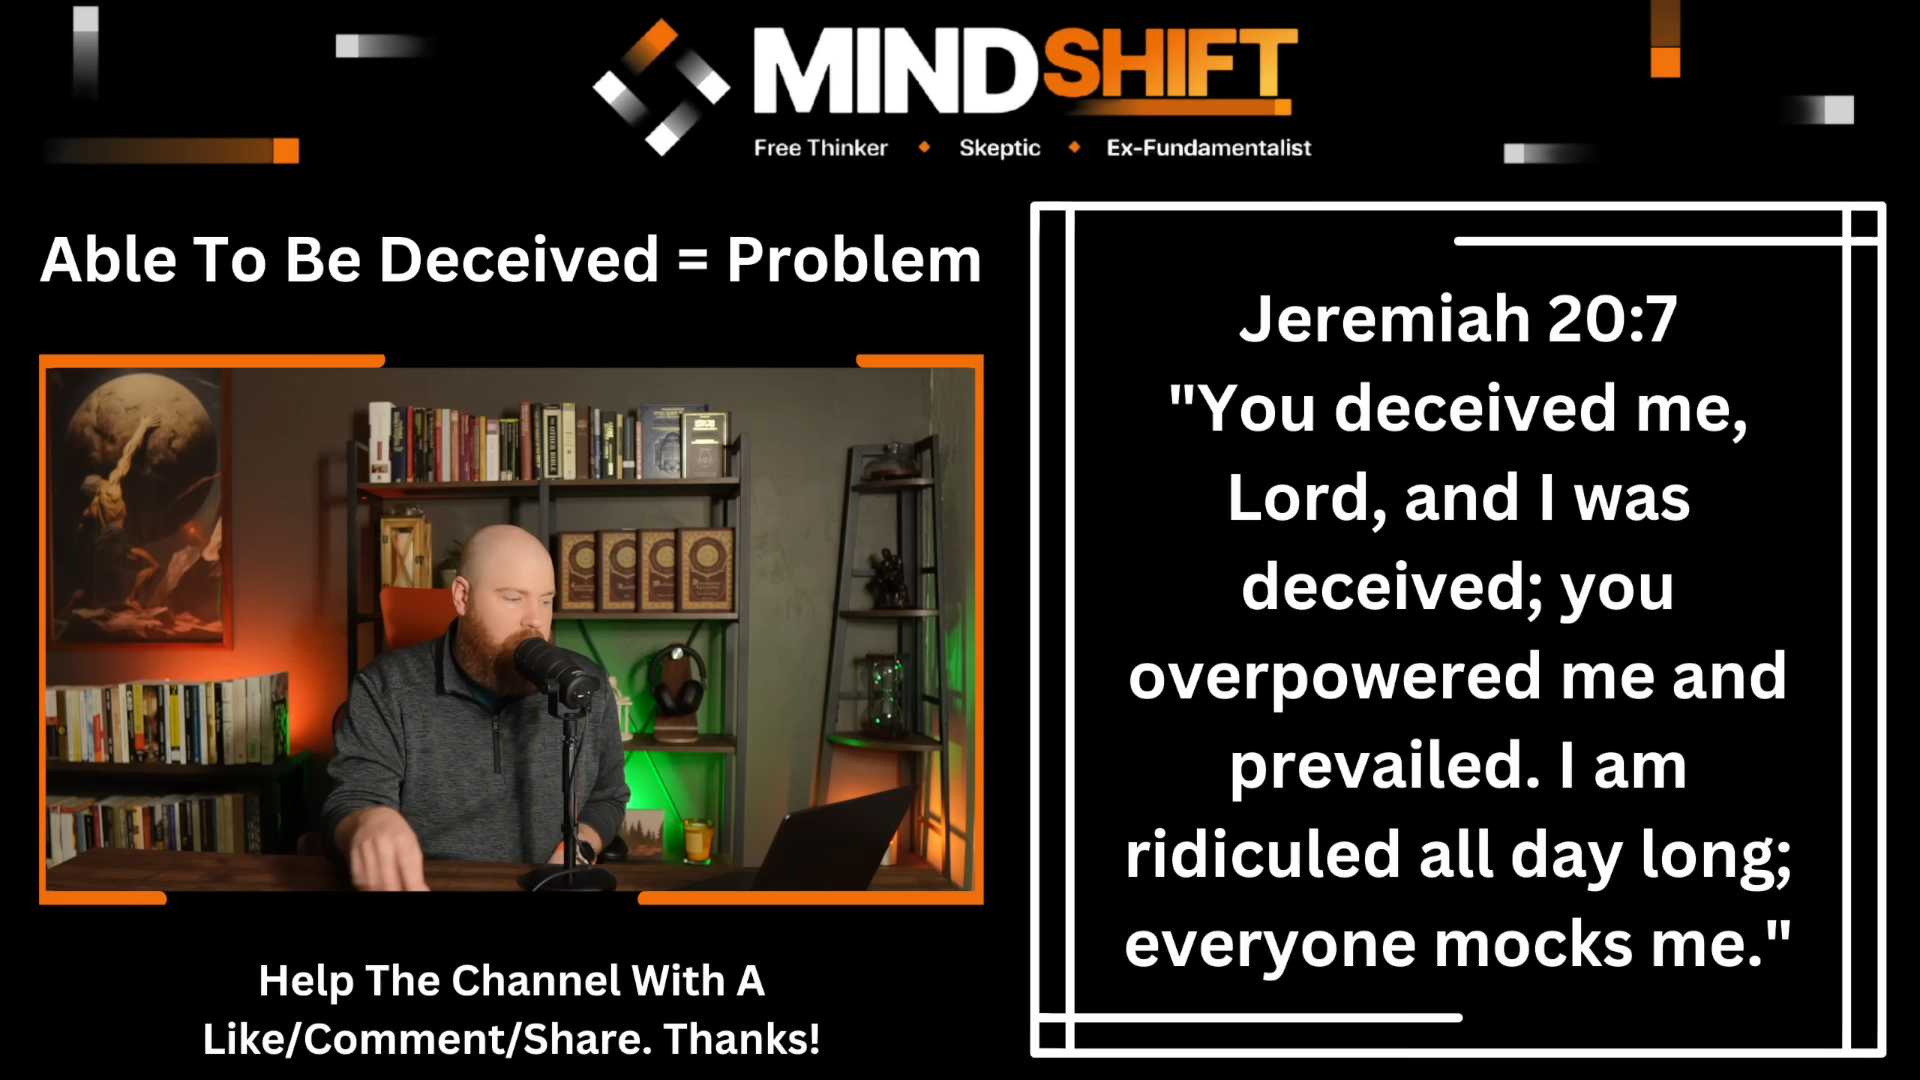 MINDSHIFT
Free Thinker ◆ Skeptic ◆ Ex-Fundamentalist
Able To Be Deceived = Problem
Help The Channel With A
Like/Comment/Share. Thanks!
Jeremiah 20:7
"You deceived me,
Lord, and I was
deceived; you
overpowered me and
prevailed. I am
ridiculed all day long;
everyone mocks me."